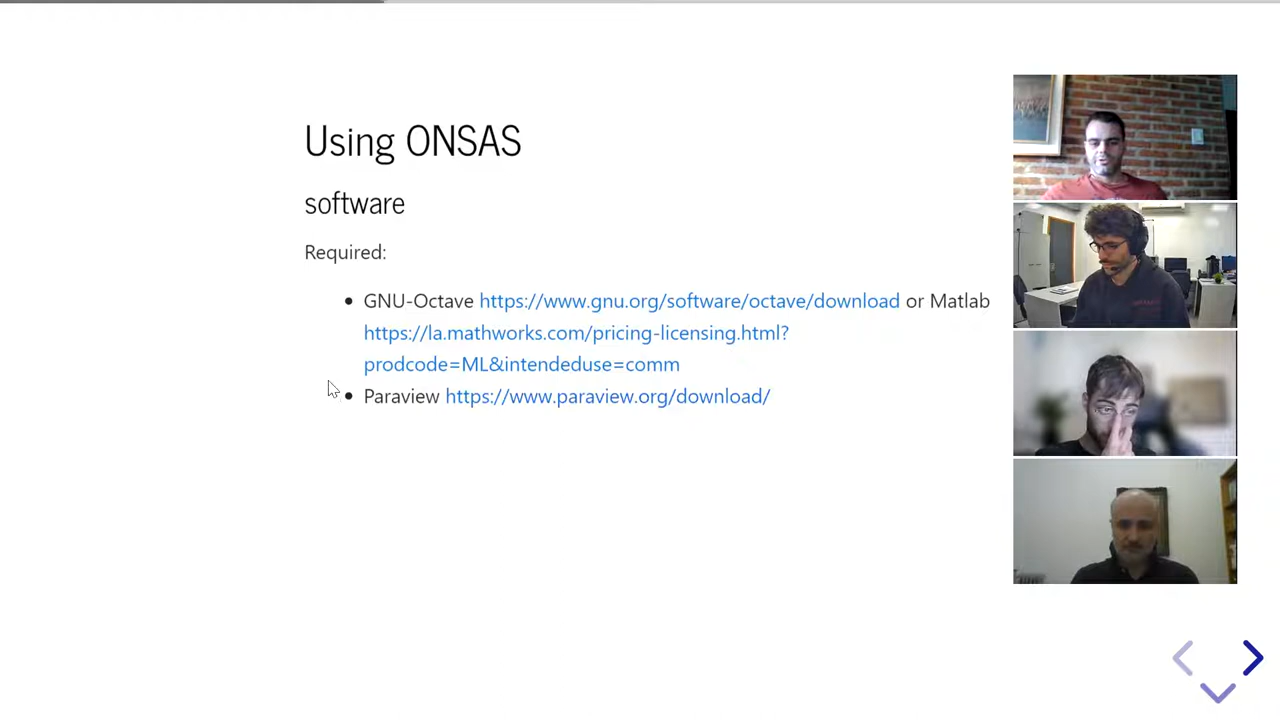 Using ONSAS
software
Required:
• GNU-Octave https://www.gnu.org/software/octave/download or Matlab
https://la.mathworks.com/pricing-licensing.html?
prodcode=ML&intendeduse=comm
• Paraview https://www.paraview.org/download/